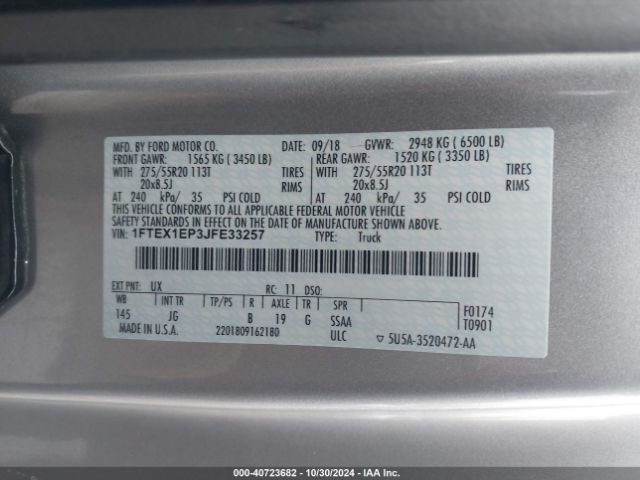 MFD. BY FORD MOTOR CO. DATE: 09/18 GVWR: 2948 KG ( 6500 LB)
FRONT GAWR: 1565 KG ( 3450 LB) REAR GAWR: 1520 KG ( 3350 LB)
WITH 275/55R20 113T TIRES WITH 275/55R20 113T TIRES
20x8.5J RIMS 20x8.5J RIMS
AT 240 kPa/ 35 PSI COLD AT 240 kPa/ 35 PSI COLD
THIS VEHICLE CONFORMS TO ALL APPLICABLE FEDERAL MOTOR VEHICLE
SAFETY STANDARDS IN EFFECT ON THE DATE OF MANUFACTURE SHOWN ABOVE.
VIN: 1FTEX1EP3JFE33257 TYPE: Truck
EXT PNT: UX RC: 11 DSO:
WB INT TR TP/PS R AXLE TR SPR F0174
145 JG B 19 G SSAA T0901
MADE IN U.S.A. 2201809162180 ULC ▽ 5U5A-3520472-AA
000-40723682 - 10/30/2024 - IAA Inc.